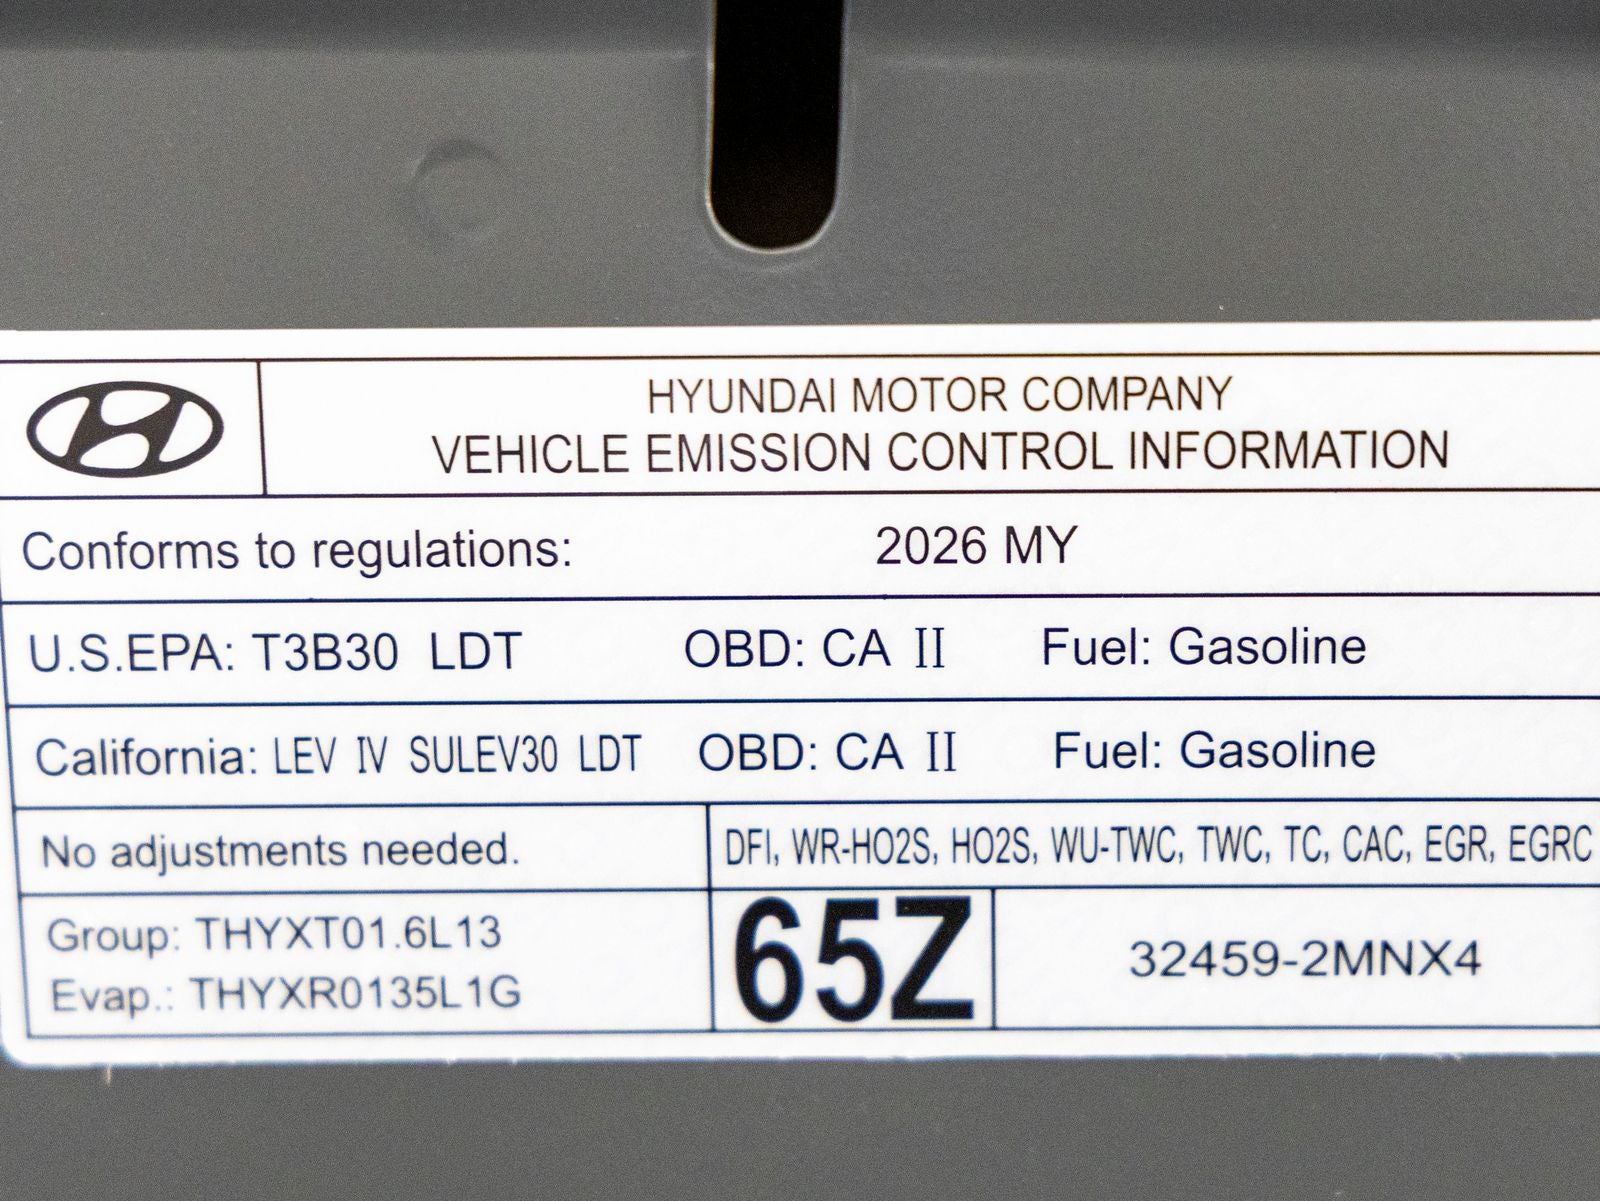 HYUNDAI MOTOR COMPANY
VEHICLE EMISSION CONTROL INFORMATION
Conforms to regulations: 2026 MY
U.S.EPA: T3B30 LDT OBD: CA II Fuel: Gasoline
California: LEV IV SULEV30 LDT OBD: CA II Fuel: Gasoline
No adjustments needed. DFI, WR-HO2S, HO2S, WU-TWC, TWC, TC, CAC, EGR, EGRC
Group: THYXT01.6L13
Evap.: THYXR0135L1G
65Z
32459-2MNX4